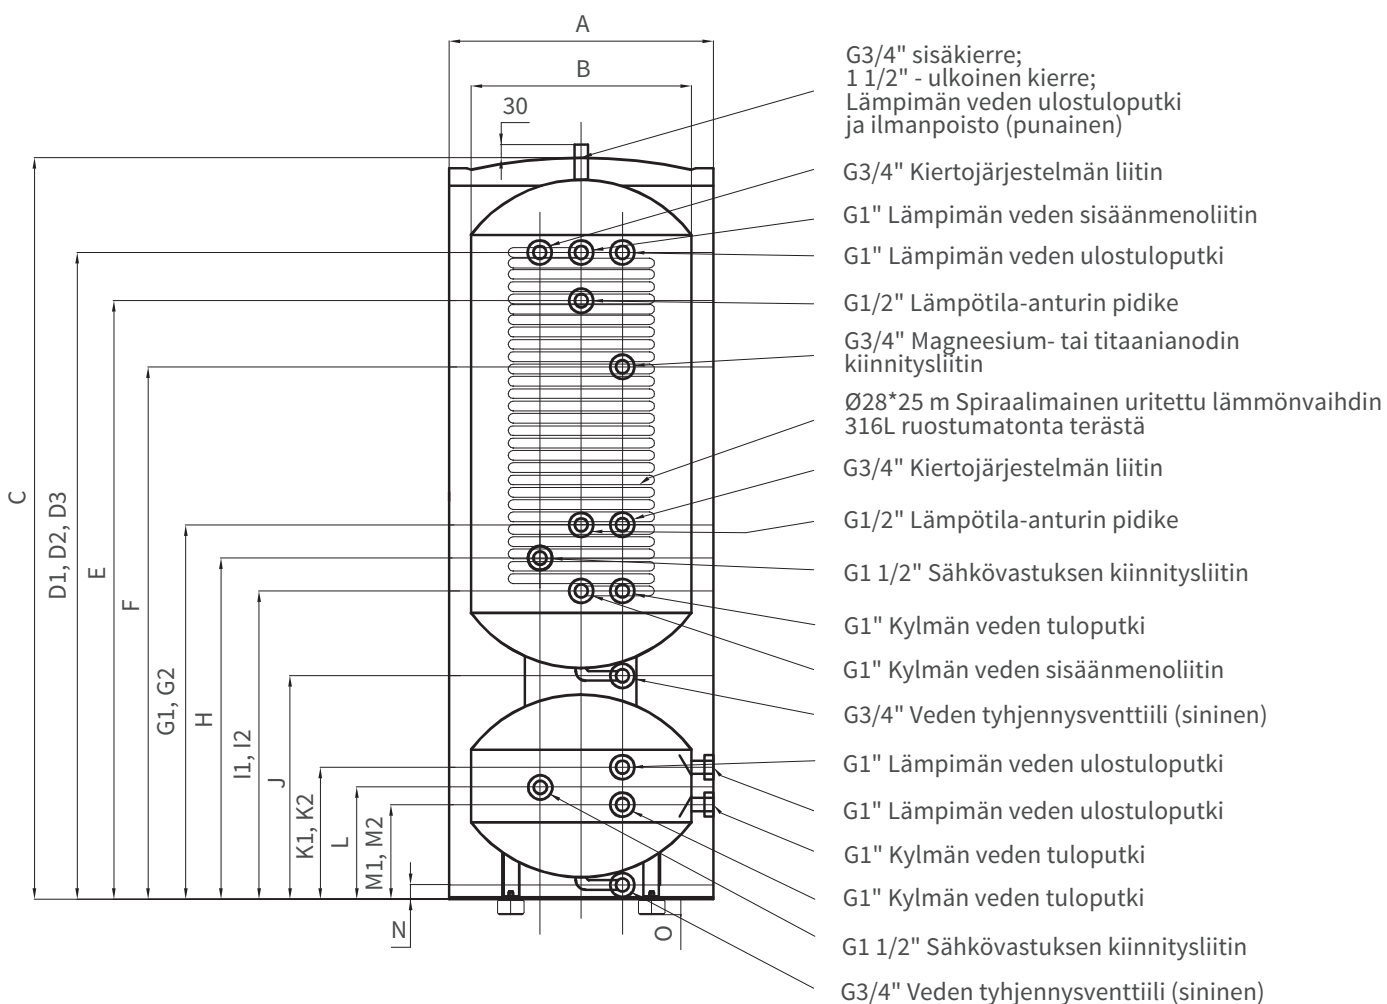 A
B
30
G3/4" sisäkierre;
1 1/2" - ulkoinen kierre;
Lämpimän veden ulostuloputki
ja ilmanpoisto (punainen)
G3/4" Kiertojärjestelmän liitin
G1" Lämpimän veden sisäänmenoliitin
G1" Lämpimän veden ulostuloputki
G1/2" Lämpötila-anturin pidike
G3/4" Magneesium- tai titaanianodin
kiinnitysliitin
Ø28*25 m Spiraalimainen uritettu lämmönvaihdin
316L ruostumatonta terästä
G3/4" Kiertojärjestelmän liitin
G1/2" Lämpötila-anturin pidike
G1 1/2" Sähkövastuksen kiinnitysliitin
G1" Kylmän veden tuloputki
G1" Kylmän veden sisäänmenoliitin
G3/4" Veden tyhjennysventtiili (sininen)
G1" Lämpimän veden ulostuloputki
G1" Lämpimän veden ulostuloputki
G1" Kylmän veden tuloputki
G1" Kylmän veden tuloputki
G1 1/2" Sähkövastuksen kiinnitysliitin
G3/4" Veden tyhjennysventtiili (sininen)
C
D1, D2, D3
E
F
G1, G2
H
I1, I2
J
K1, K2
L
M1, M2
N
O